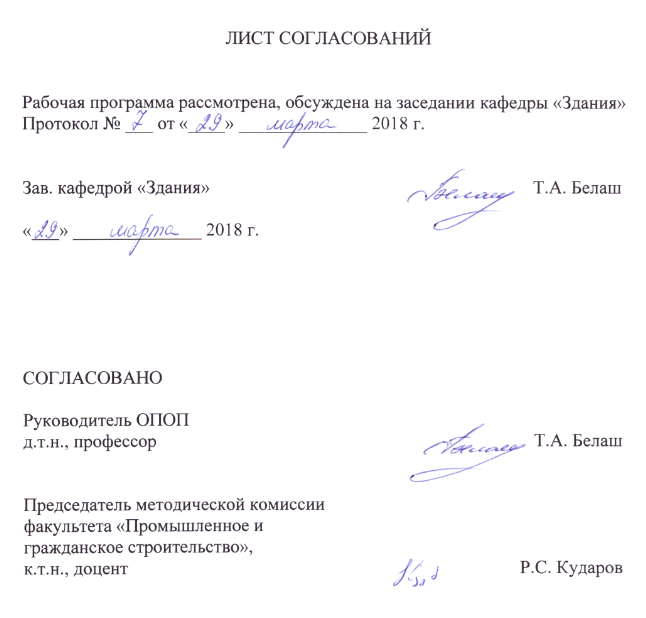 ЛИСТ СОГЛАСОВАНИЙ
Рабочая программа рассмотрена, обсуждена на заседании кафедры «Здания»
Протокол № 7 от «29» марта 2018 г.
Зав. кафедрой «Здания» Т.А. Белаш
«29» марта 2018 г.
СОГЛАСОВАНО
Руководитель ОПОП
д.т.н., профессор Т.А. Белаш
Председатель методической комиссии
факультета «Промышленное и
гражданское строительство»,
к.т.н., доцент Р.С. Кударов